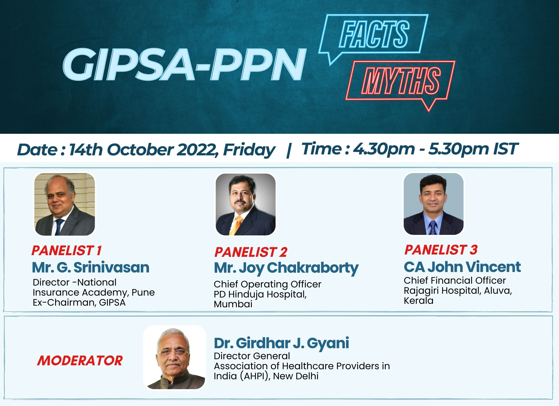 GIPSA-PPN
FACTS
MYTHS
Date : 14th October 2022, Friday | Time : 4.30pm - 5.30pm IST
PANELIST 1
Mr. G. Srinivasan
Director -National
Insurance Academy, Pune
Ex-Chairman, GIPSA
PANELIST 2
Mr. Joy Chakraborty
Chief Operating Officer
PD Hinduja Hospital,
Mumbai
PANELIST 3
CA John Vincent
Chief Financial Officer
Rajagiri Hospital, Aluva,
Kerala
MODERATOR
Dr. Girdhar J. Gyani
Director General
Association of Healthcare Providers in
India (AHPI), New Delhi